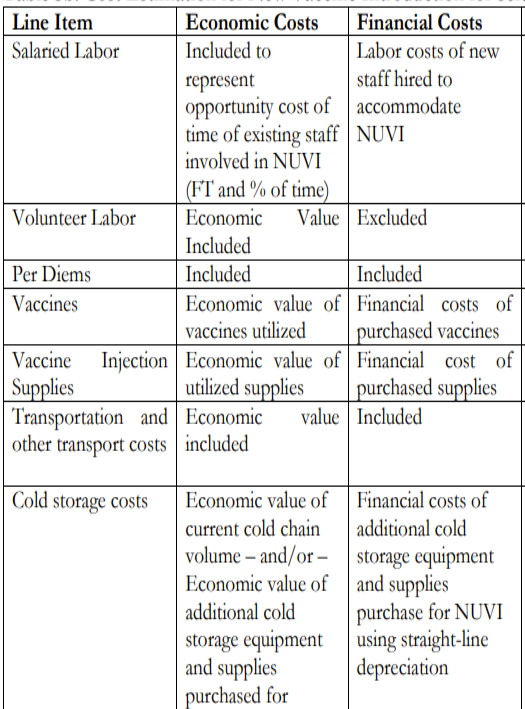 Line Item
Economic Costs
Financial Costs
Salaried Labor
Included to
represent
opportunity cost of
time of existing staff
involved in NUVI
(FT and % of time)
Labor costs of new
staff hired to
accommodate
NUVI
Volunteer Labor
Economic Value
Included
Excluded
Per Diems
Included
Included
Vaccines
Economic value of
vaccines utilized
Financial costs of
purchased vaccines
Vaccine Injection
Supplies
Economic value of
utilized supplies
Financial cost of
purchased supplies
Transportation and
other transport costs
Economic value
included
Included
Cold storage costs
Economic value of
current cold chain
volume – and/or –
Economic value of
additional cold
storage equipment
and supplies
purchased for
Financial costs of
additional cold
storage equipment
and supplies
purchase for NUVI
using straight-line
depreciation